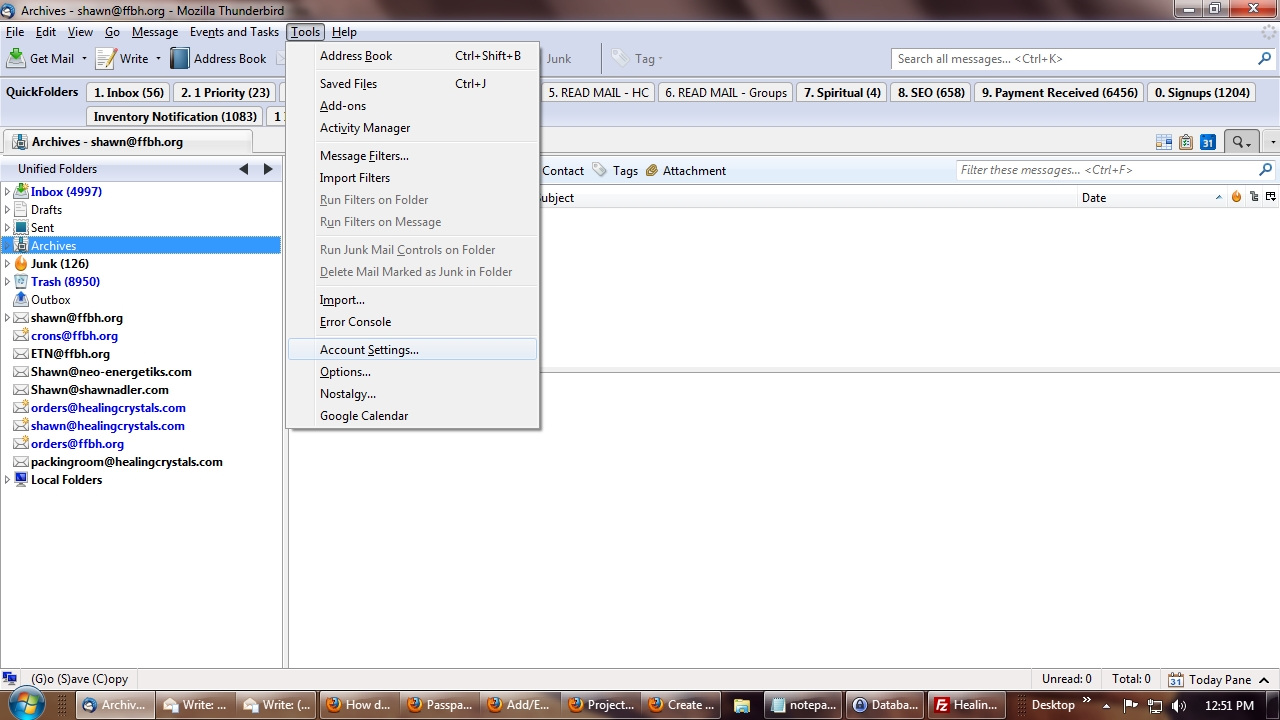 Archives - shawn@ffbh.org - Mozilla Thunderbird
File Edit View Go Message Events and Tasks Tools Help
Get Mail Write Address Book Junk Tag Search all messages... <Ctrl+K>
QuickFolders 1. Inbox (56) 2. 1 Priority (23) 5. READ MAIL - HC 6. READ MAIL - Groups 7. Spiritual (4) 8. SEO (658) 9. Payment Received (6456) 0. Signups (1204)
Inventory Notification (1083) 1
Archives - shawn@ffbh.org 31
Unified Folders
Contact Tags Attachment Filter these messages... <Ctrl+F>
ubject Date
Inbox (4997)
Drafts
Sent
Archives
Junk (126)
Trash (8950)
Outbox
shawn@ffbh.org
crons@ffbh.org
ETN@ffbh.org
Shawn@neo-energetiks.com
Shawn@shawnadler.com
orders@healingcrystals.com
shawn@healingcrystals.com
orders@ffbh.org
packingroom@healingcrystals.com
Local Folders
Address Book Ctrl+Shift+B
Saved Files Ctrl+J
Add-ons
Activity Manager
Message Filters...
Import Filters
Run Filters on Folder
Run Filters on Message
Run Junk Mail Controls on Folder
Delete Mail Marked as Junk in Folder
Import...
Error Console
Account Settings...
Options...
Nostalgy...
Google Calendar
(G)o (S)ave (C)opy Unread: 0 Total: 0 31 Today Pane
Archiv... Write: ... Write: (... How d... Passpa... Add/E... Project... Create ... notepa... Databa... Healin... Desktop 12:51 PM